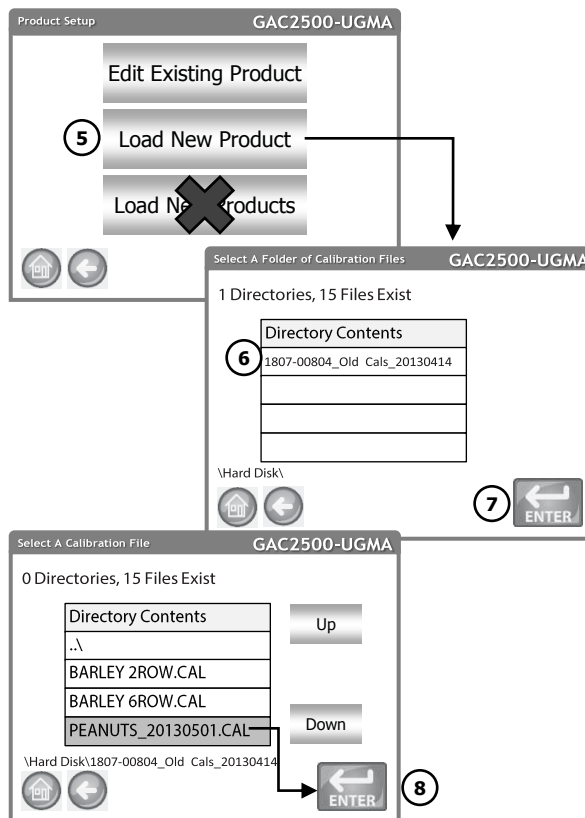 Product Setup GAC2500-UGMA
Edit Existing Product
5 Load New Product
Load Ne roducts
Select A Folder of Calibration Files GAC2500-UGMA
1 Directories, 15 Files Exist
Directory Contents
6 1807-00804_Old Cals_20130414
\Hard Disk\
7 ENTER
Select A Calibration File GAC2500-UGMA
0 Directories, 15 Files Exist
Directory Contents
Up
..\
BARLEY 2ROW.CAL
BARLEY 6ROW.CAL
PEANUTS_20130501.CAL
Down
\Hard Disk\1807-00804_Old Cals_20130414
ENTER 8